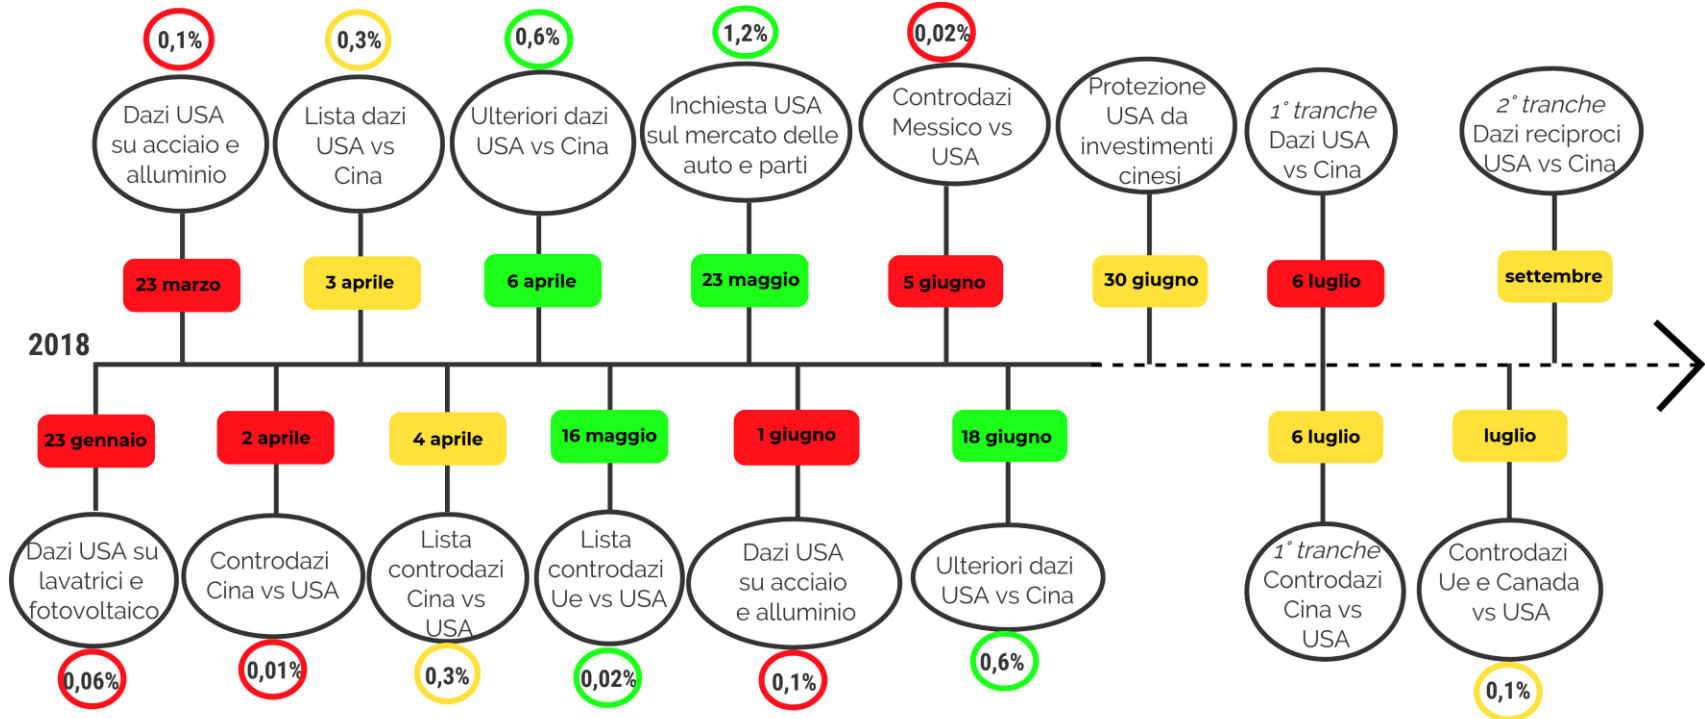 0,1%
Dazi USA
su acciaio e
alluminio
23 marzo
0,3%
Lista dazi
USA vs
Cina
3 aprile
0,6%
Ulteriori dazi
USA vs Cina
6 aprile
1,2%
Inchiesta USA
sul mercato delle
auto e parti
23 maggio
0,02%
Controdazi
Messico vs
USA
5 giugno
Protezione
USA da
investimenti
cinesi
30 giugno
1° tranche
Dazi USA
vs Cina
6 luglio
2° tranche
Dazi reciproci
USA vs Cina
settembre
2018
23 gennaio
Dazi USA su
lavatrici e
fotovoltaico
0,06%
2 aprile
Controdazi
Cina vs USA
0,01%
4 aprile
Lista
controdazi
Cina vs
USA
0,3%
16 maggio
Lista
controdazi
Ue vs USA
0,02%
1 giugno
Dazi USA
su acciaio
e alluminio
0,1%
18 giugno
Ulteriori dazi
USA vs Cina
0,6%
6 luglio
1° tranche
Controdazi
Cina vs
USA
luglio
Controdazi
Ue e Canada
vs USA
0,1%